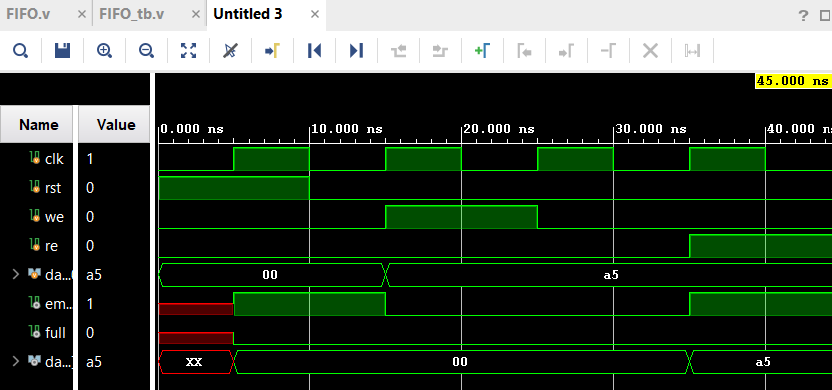 FIFO.v × FIFO_tb.v × Untitled 3 × ?
45.000 ns
Name Value 0.000 ns 10.000 ns 20.000 ns 30.000 ns 40.000 ns
clk 1
rst 0
we 0
re 0
da... a5 00 a5
em... 1
full 0
da... a5 XX 00 a5